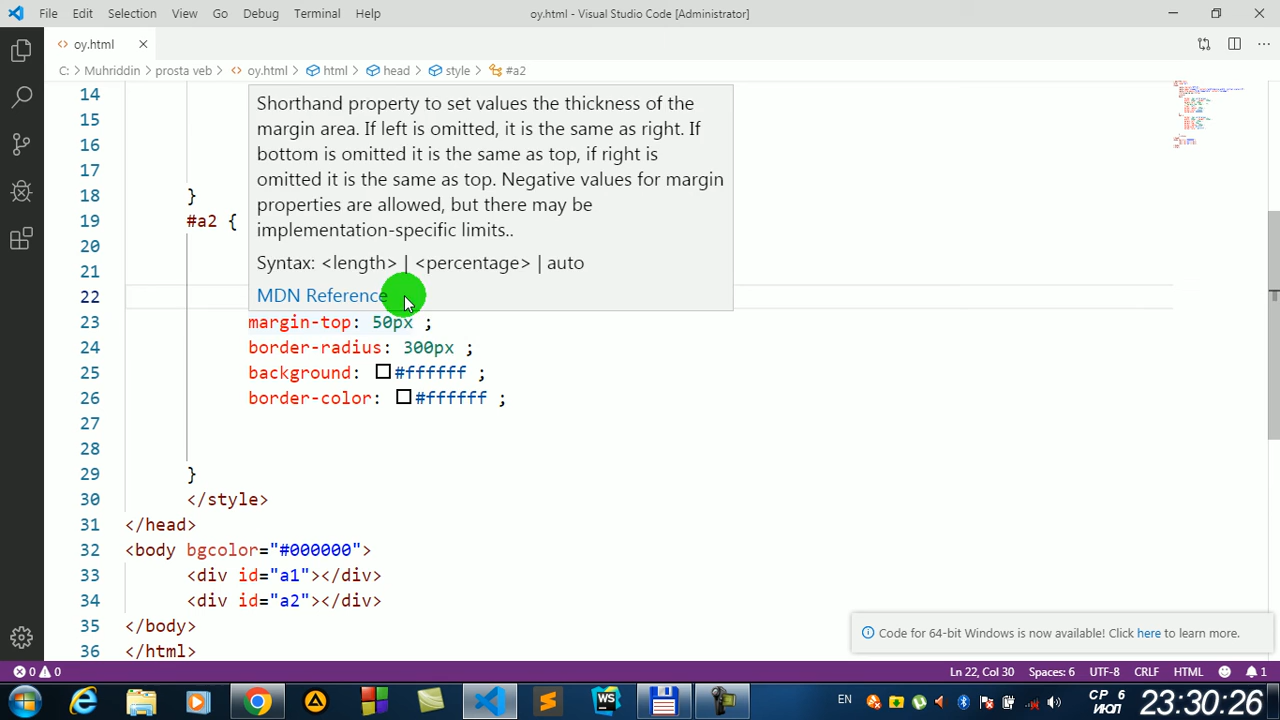 File Edit Selection View Go Debug Terminal Help oy.html - Visual Studio Code [Administrator]
oy.html
C: > Muhriddin > prosta veb > oy.html > html > head > style > #a2
14
15
16
17
18 }
19 #a2 {
20
21
22
Shorthand property to set values the thickness of the
margin area. If left is omitted, it is the same as right. If
bottom is omitted it is the same as top, if right is
omitted it is the same as top. Negative values for margin
properties are allowed, but there may be
implementation-specific limits..
Syntax: <length> | <percentage> | auto
MDN Reference
23 margin-top: 50px ;
24 border-radius: 300px ;
25 background: #ffffff ;
26 border-color: #ffffff ;
27
28
29 }
30 </style>
31 </head>
32 <body bgcolor="#000000">
33 <div id="a1"></div>
34 <div id="a2"></div>
35 </body>
36 </html>
Code for 64-bit Windows is now available! Click here to learn more.
0 0 Ln 22, Col 30 Spaces: 6 UTF-8 CRLF HTML 1
WS EN СР 6
ИЮЛ 23:30:26